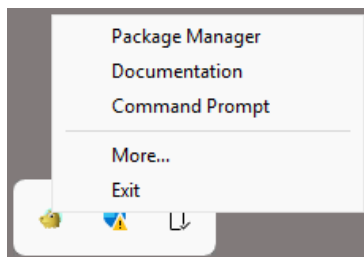 Package Manager
Documentation
Command Prompt
More...
Exit